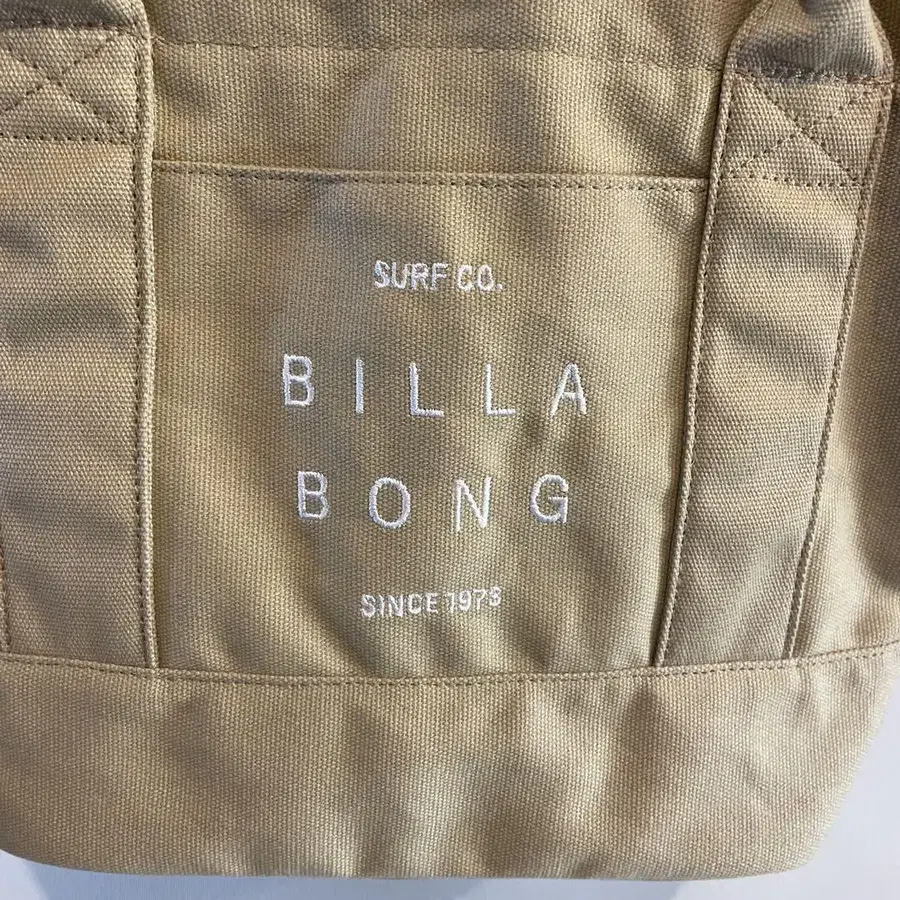 SURF CO.
BILLA
BONG
SINCE 1973